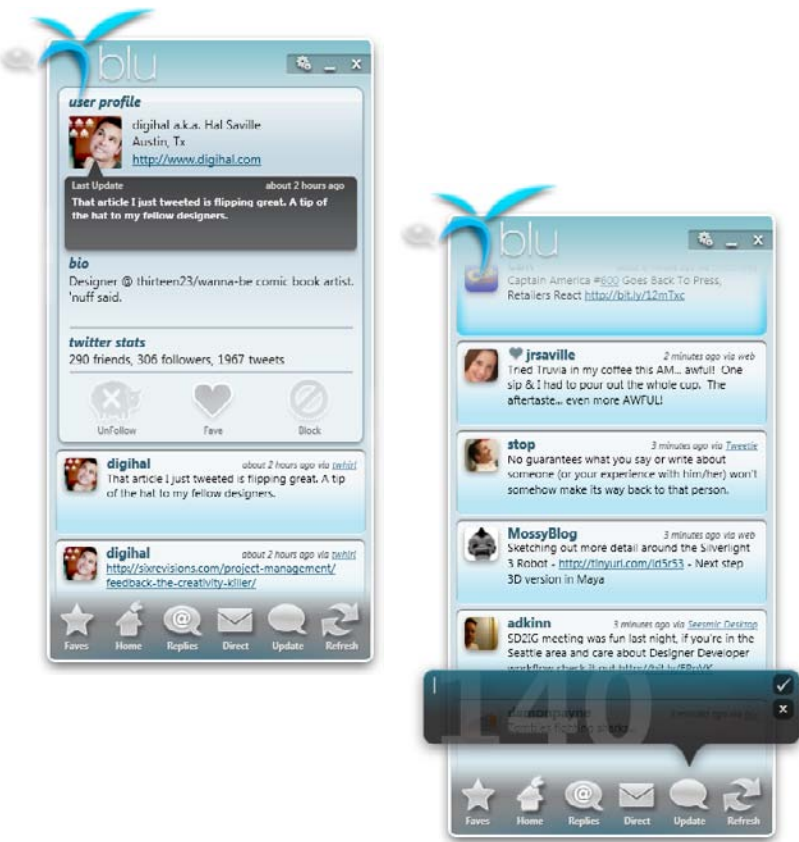 blu
user profile
digihal a.k.a. Hal Saville
Austin, Tx
http://www.digihal.com
Last Update about 2 hours ago
That article I just tweeted is flipping great. A tip
of the hat to my fellow designers.
bio
Designer @ thirteen23/wanna-be comic book artist.
'nuff said.
twitter stats
290 friends, 306 followers, 1967 tweets
UnFollow Fave Block
digihal about 2 hours ago via twhirl
That article I just tweeted is flipping great. A tip
of the hat to my fellow designers.
digihal about 2 hours ago via twhirl
http://sixrevisions.com/project-management/
feedback-the-creativity-killer/
Faves Home Replies Direct Update Refresh
blu
Captain America #600 Goes Back To Press,
Retailers React http://bit.ly/12mTxc
jrsaville 2 minutes ago via web
Tried Truvia in my coffee this AM... awful! One
sip & I had to pour out the whole cup. The
aftertaste... even more AWFUL!
stop 3 minutes ago via Tweetie
No guarantees what you say or write about
someone (or your experience with him/her) won't
somehow make its way back to that person.
MossyBlog 3 minutes ago via web
Sketching out more detail around the Silverlight
3 Robot - http://tinyurl.com/ld5r53 - Next step
3D version in Maya
adkinn 3 minutes ago via Seesmic Desktop
SD2IG meeting was fun last night, if you're in the
Seattle area and care about Designer Developer
workflow check it out
140
damonpayne
Faves Home Replies Direct Update Refresh